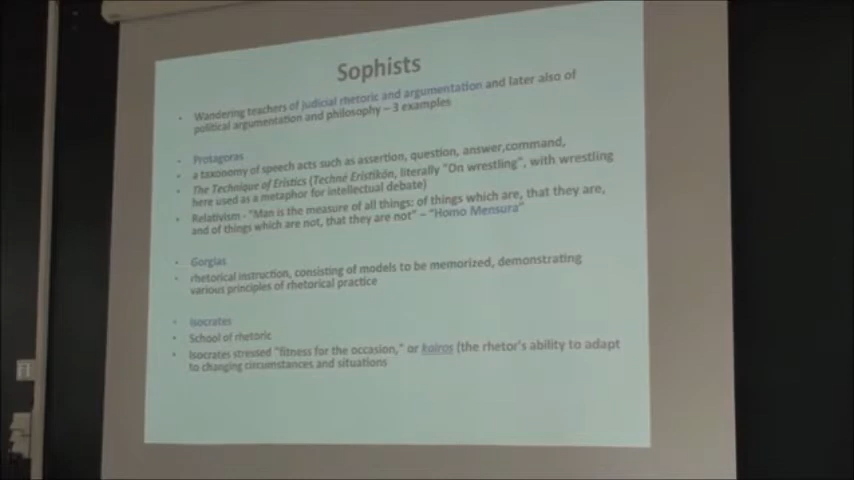 Sophists
• Wandering teachers of judicial rhetoric and argumentation and later also of
political argumentation and philosophy – 3 examples
• Protagoras
• a taxonomy of speech acts such as assertion, question, answer,command,
• The Technique of Eristics (Technē Eristikōn, literally "On wrestling", with wrestling
here used as a metaphor for intellectual debate)
• Relativism - "Man is the measure of all things: of things which are, that they are,
and of things which are not, that they are not" – "Homo Mensura"
• Gorgias
• rhetorical instruction, consisting of models to be memorized, demonstrating
various principles of rhetorical practice
• Isocrates
• School of rhetoric
• Isocrates stressed "fitness for the occasion," or kairos (the rhetor's ability to adapt
to changing circumstances and situations